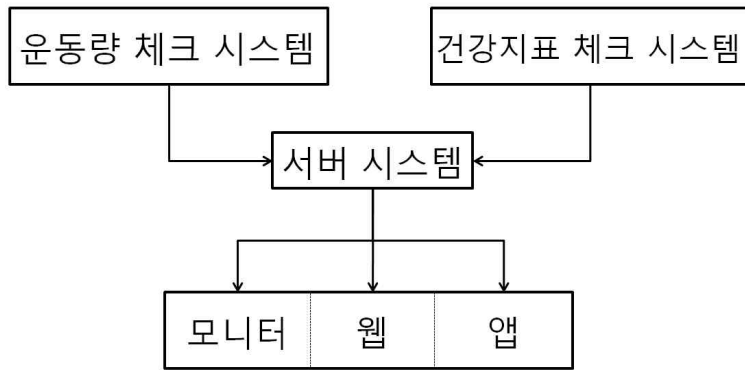 운동량 체크 시스템
건강지표 체크 시스템
서버 시스템
모니터
웹
앱